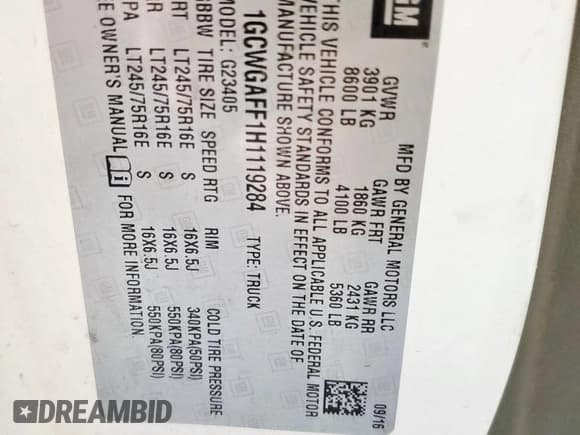 GM
®
MFD BY GENERAL MOTORS LLC 09/16
GVWR GAWR FRT GAWR RR
3901 KG 1860 KG 2431 KG
8600 LB 4100 LB 5360 LB
THIS VEHICLE CONFORMS TO ALL APPLICABLE U.S. FEDERAL MOTOR
VEHICLE SAFETY STANDARDS IN EFFECT ON THE DATE OF
MANUFACTURE SHOWN ABOVE.
1GCWGAFF1H1119284 TYPE: TRUCK
MODEL: G23405
TIRE SIZE SPEED RTG RIM COLD TIRE PRESSURE
FRT LT245/75R16E S 16X6.5J 340KPA(50PSI)
RR LT245/75R16E S 16X6.5J 550KPA(80PSI)
SPA LT245/75R16E S 16X6.5J 550KPA(80PSI)
SEE OWNER'S MANUAL FOR MORE INFORMATION.
DREAMBID